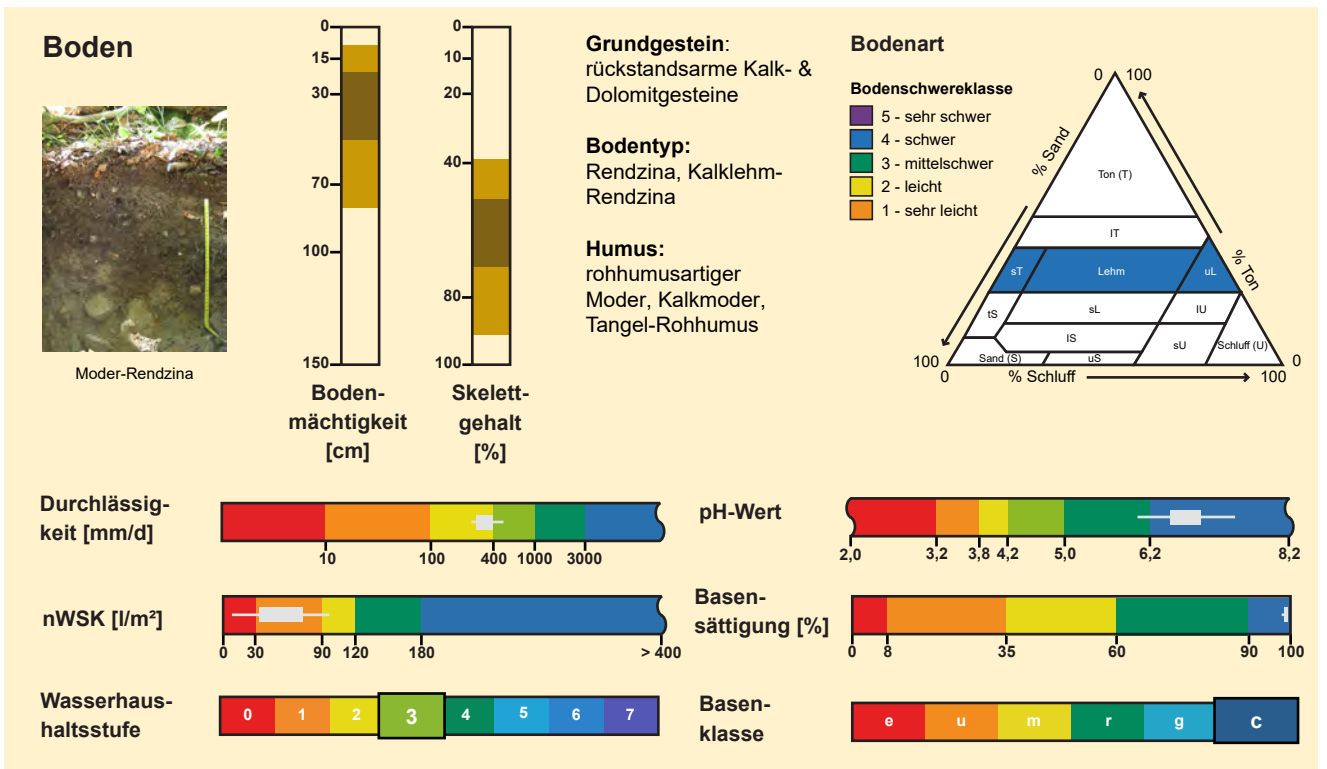 Boden
Moder-Rendzina
0
15
30
70
100
150
Boden-
mächtigkeit
[cm]
0
10
20
40
80
100
Skelett-
gehalt
[%]
Grundgestein:
rückstandsarme Kalk- &
Dolomitgesteine
Bodentyp:
Rendzina, Kalklehm-
Rendzina
Humus:
rohhumusartiger
Moder, Kalkmoder,
Tangel-Rohhumus
Bodenart
Bodenschwereklasse
5 - sehr schwer
4 - schwer
3 - mittelschwer
2 - leicht
1 - sehr leicht
0 100
% Sand
% Ton
Ton (T)
lT
sT Lehm uL
tS sL lU
lS
Sand (S) uS sU Schluff (U)
100 0
0 % Schluff 100
Durchlässig-
keit [mm/d]
10 100 400 1000 3000
pH-Wert
2,0 3,2 3,8 4,2 5,0 6,2 8,2
nWSK [l/m²]
0 30 90 120 180 > 400
Basen-
sättigung [%]
0 8 35 60 90 100
Wasserhaus-
haltsstufe
0 1 2 3 4 5 6 7
Basen-
klasse
e u m r g c